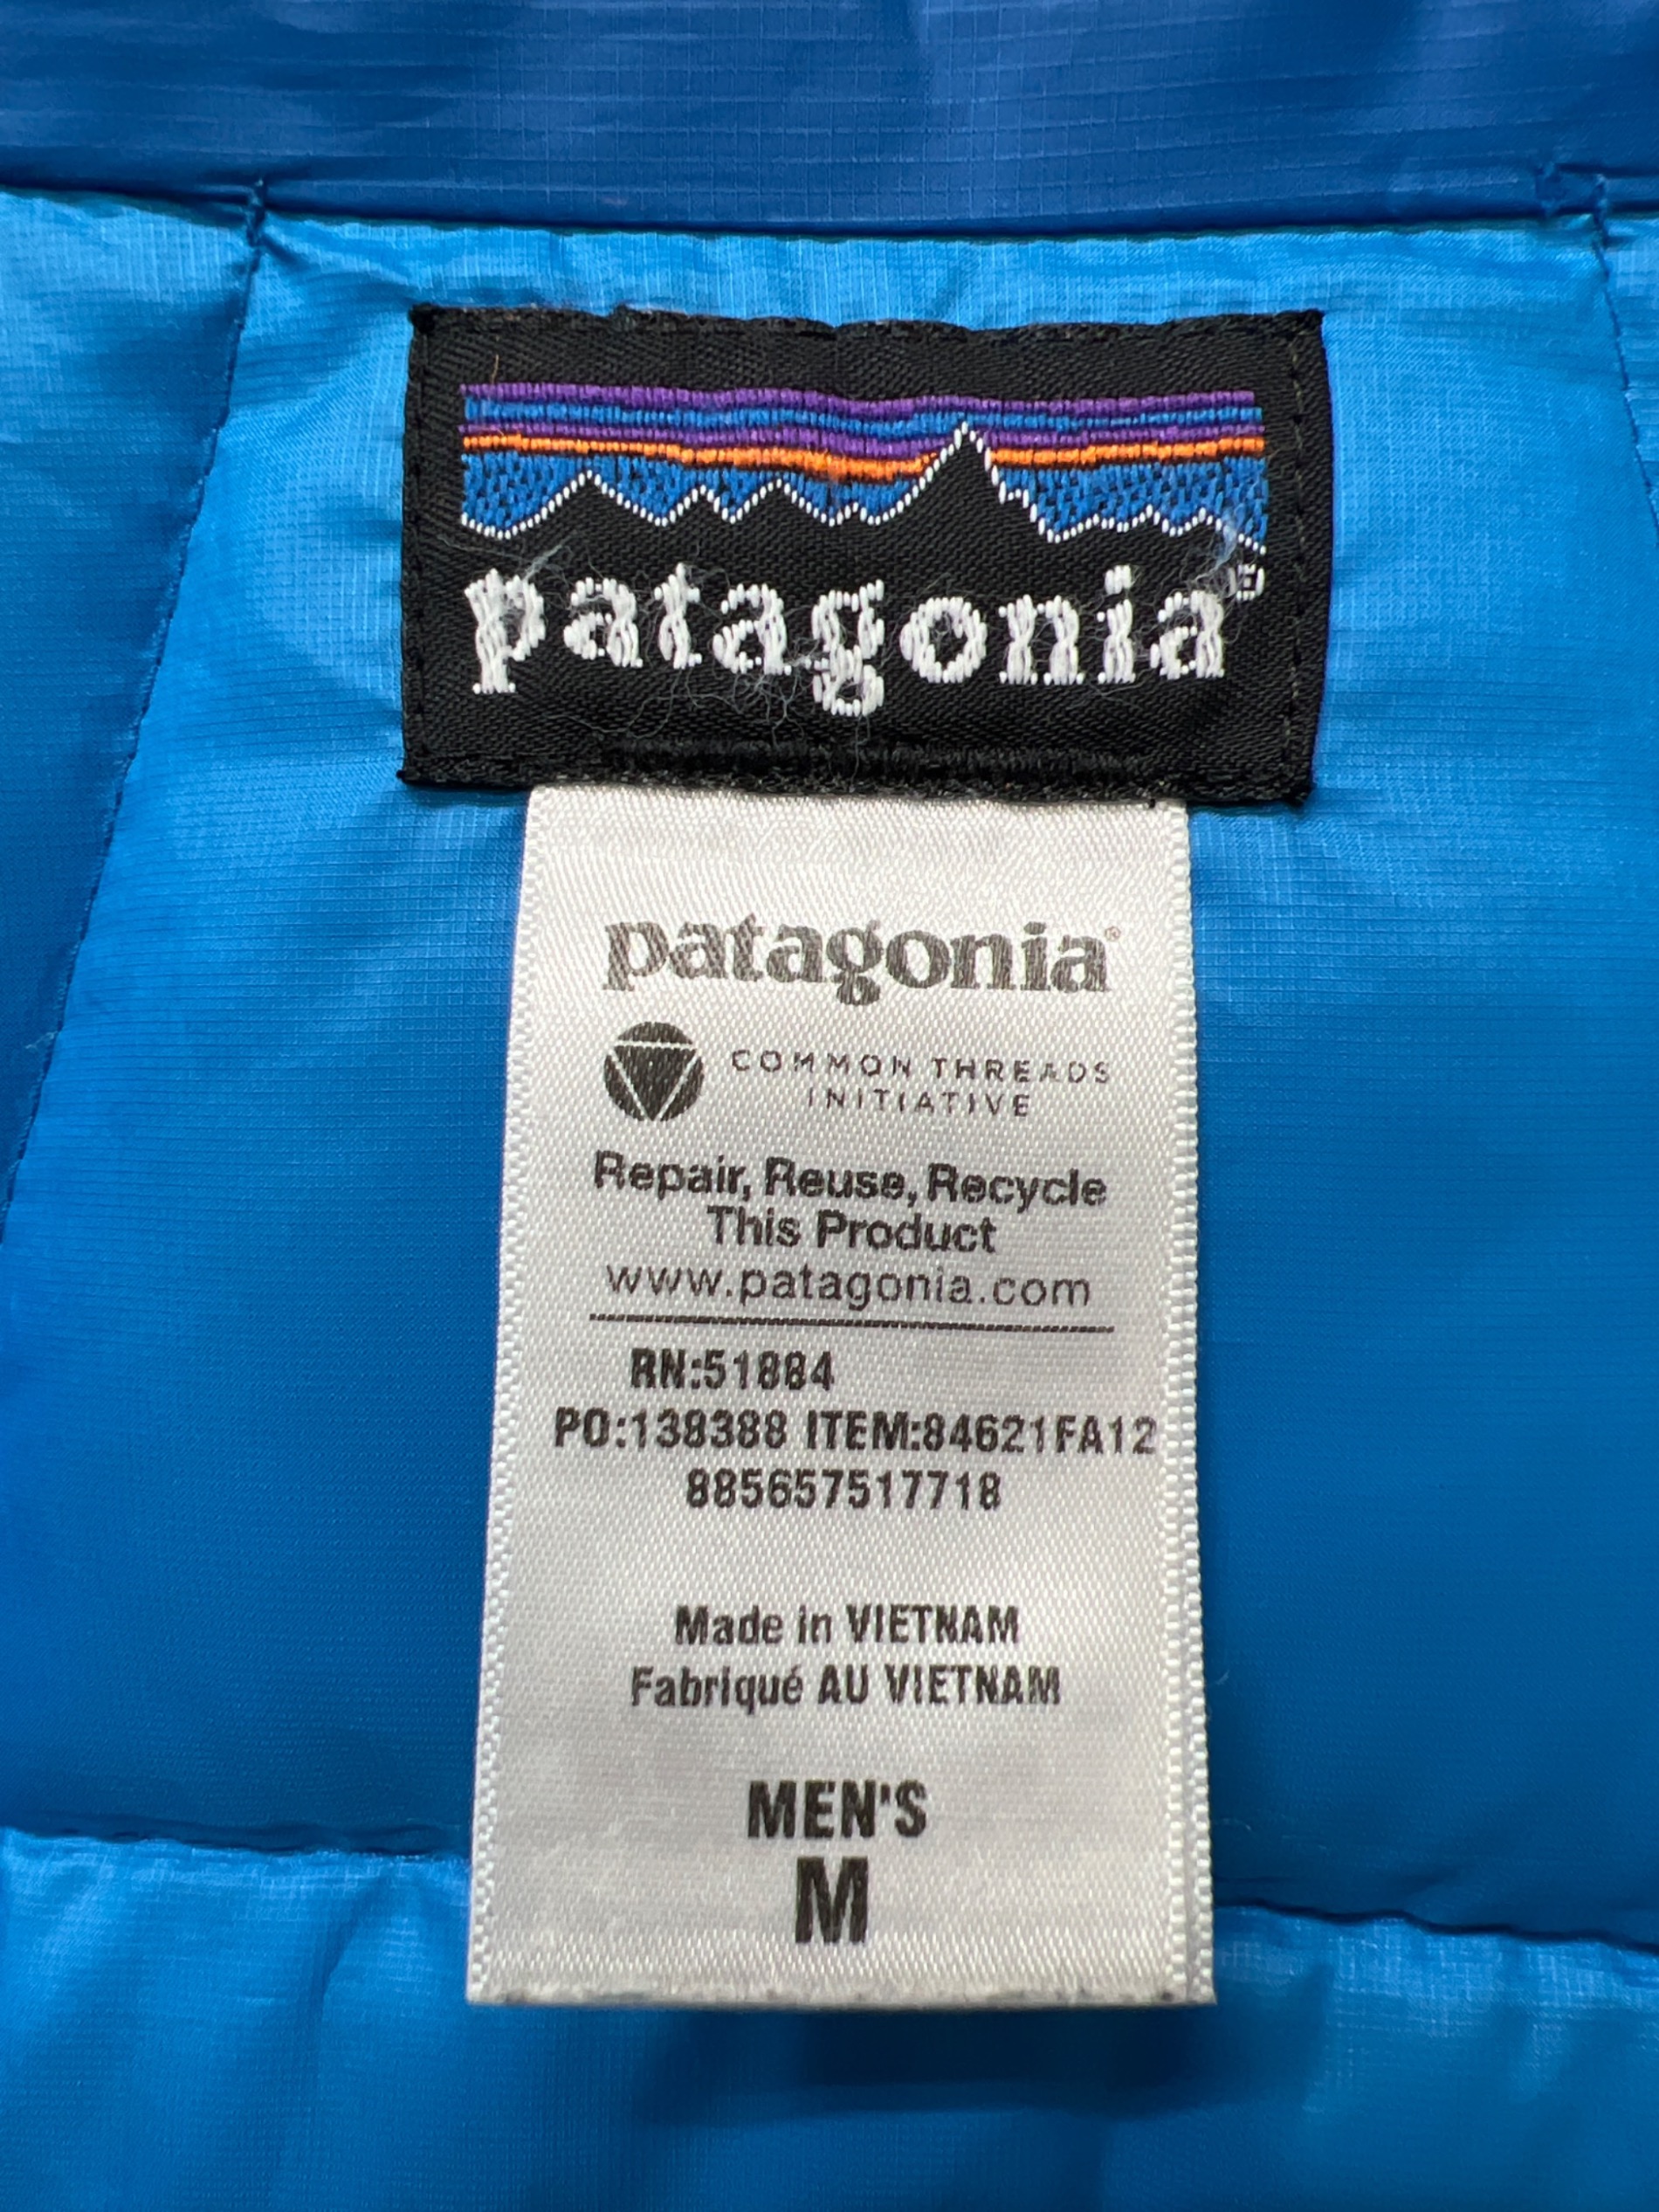 patagonia®
patagonia®
COMMON THREADS
INITIATIVE
Repair, Reuse, Recycle
This Product
www.patagonia.com
RN:51884
PO:138388 ITEM:84621FA12
885657517718
Made in VIETNAM
Fabriqué AU VIETNAM
MEN'S
M